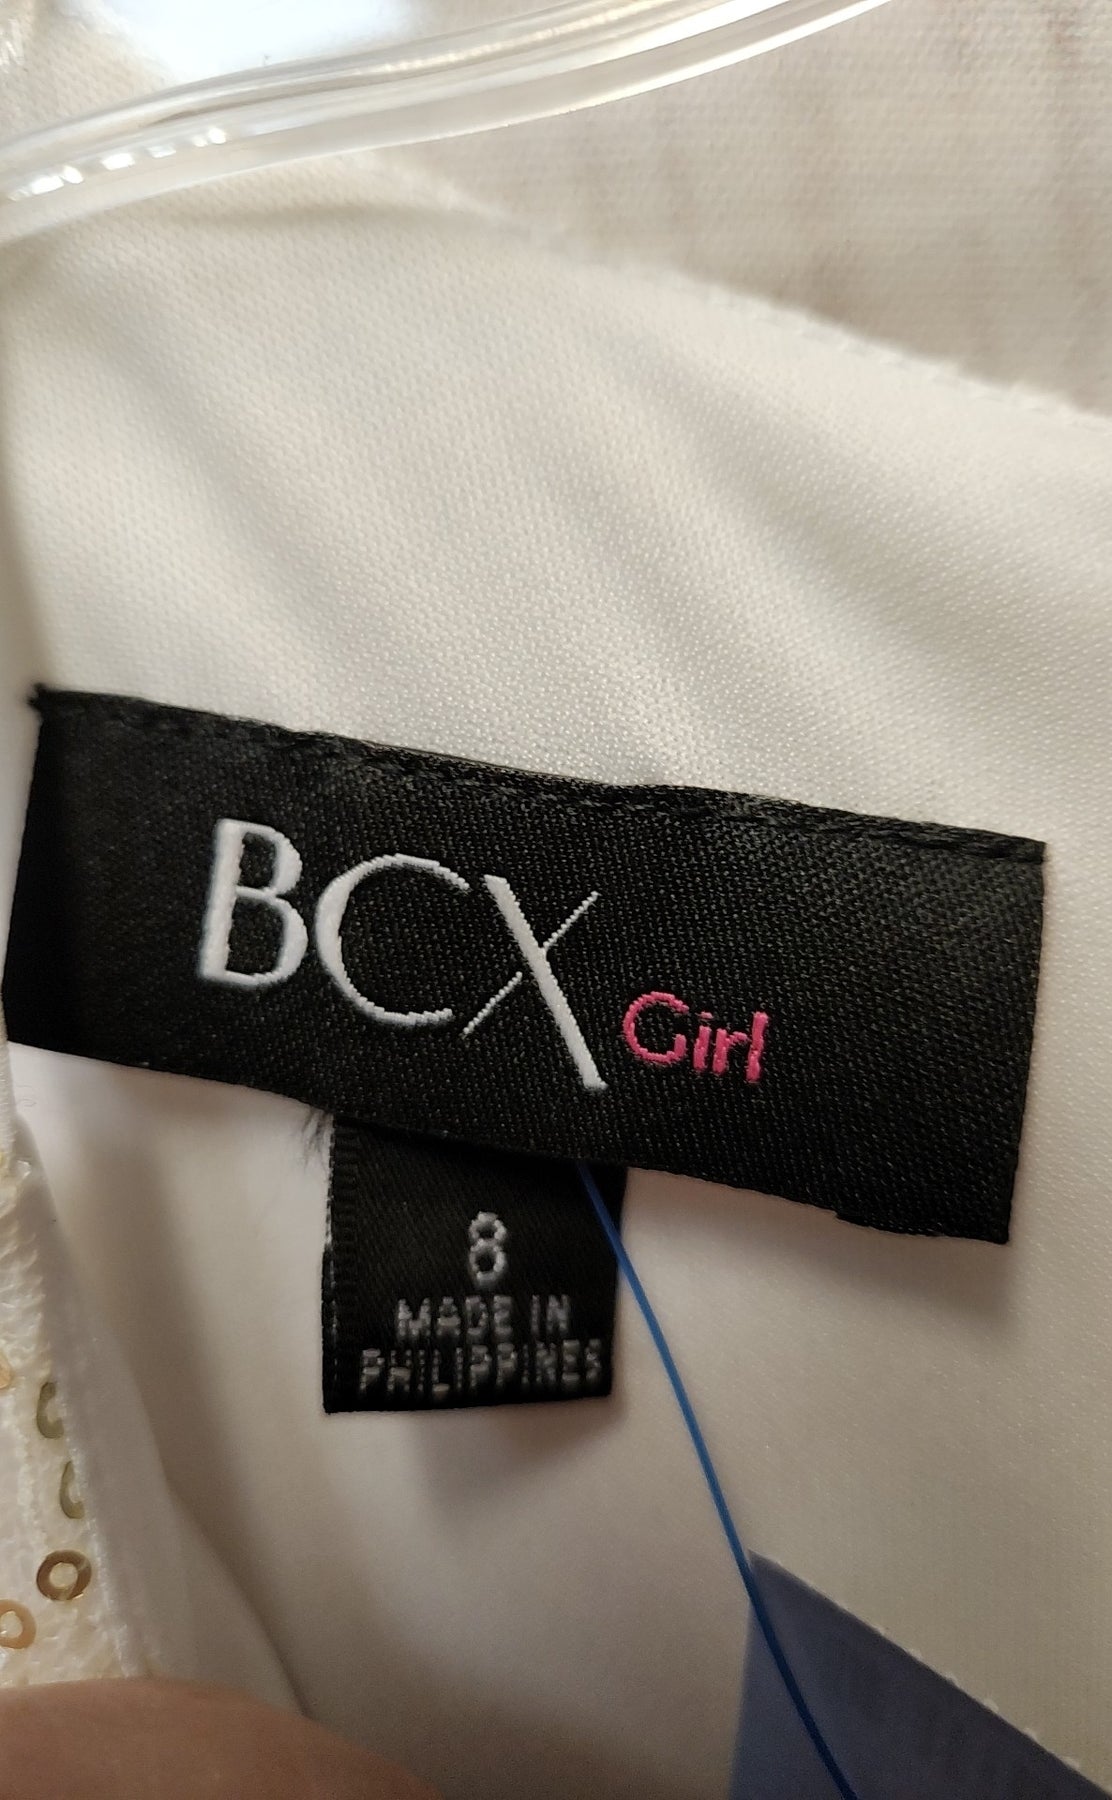 BCX Girl
8
MADE IN
PHILIPPINES